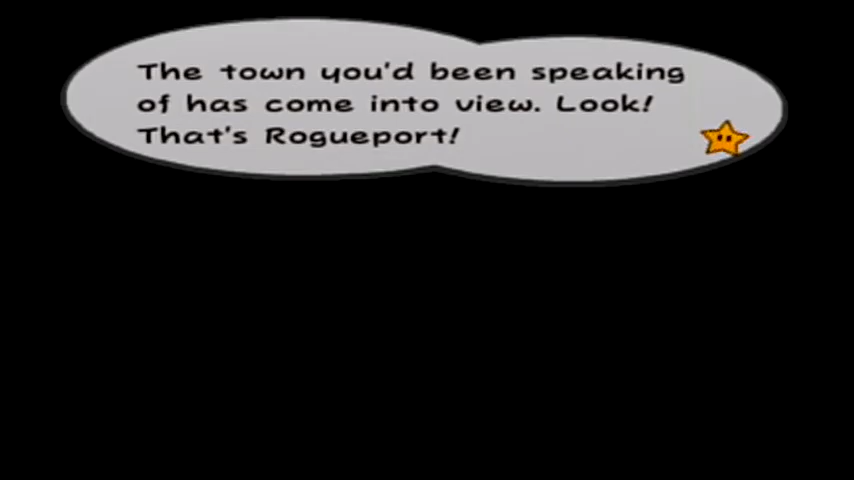 The town you'd been speaking
of has come into view. Look!
That's Rogueport!